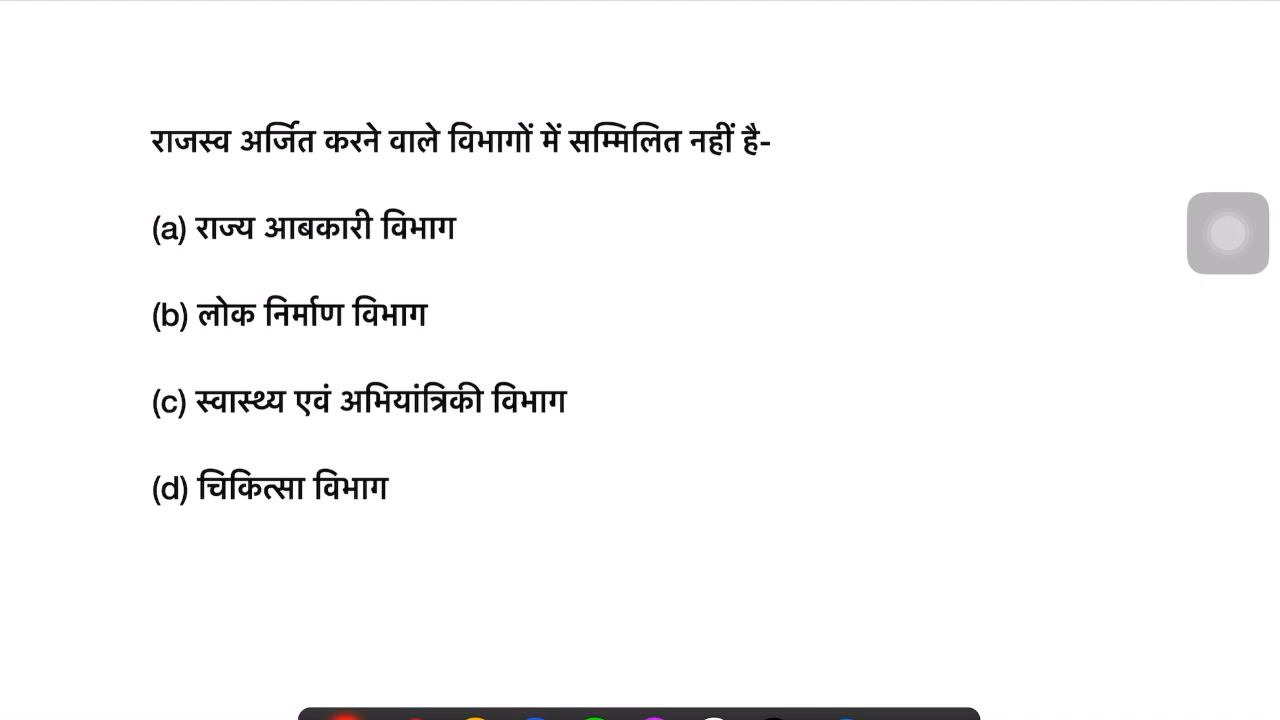 राजस्व अर्जित करने वाले विभागों में सम्मिलित नहीं है-
(a) राज्य आबकारी विभाग
(b) लोक निर्माण विभाग
(c) स्वास्थ्य एवं अभियांत्रिकी विभाग
(d) चिकित्सा विभाग